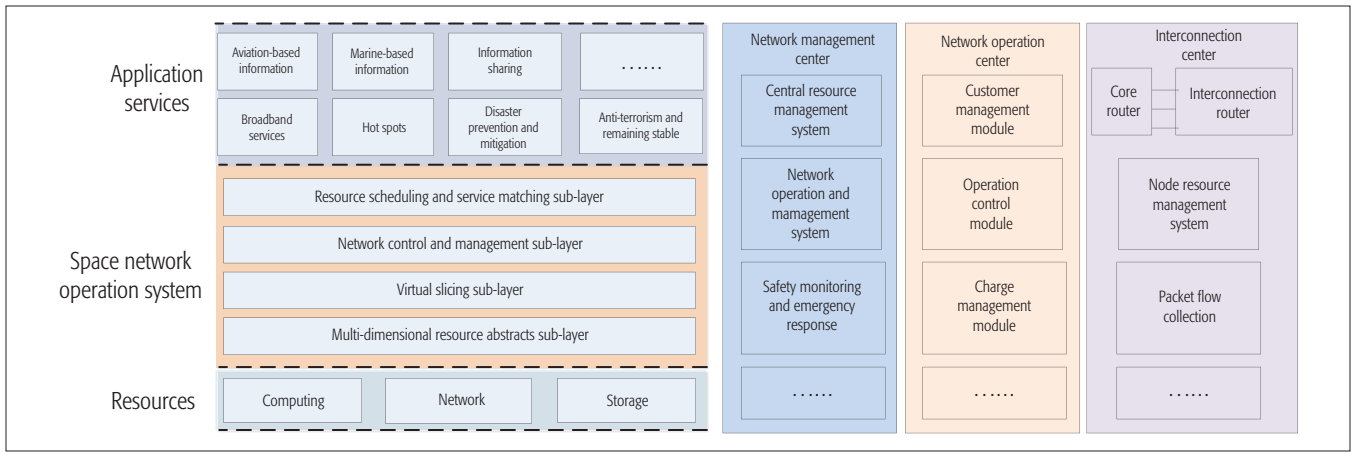 Application
services
Aviation-based
information
Marine-based
information
Information
sharing
......
Broadband
services
Hot spots
Disaster
prevention and
mitigation
Anti-terrorism and
remaining stable
Space network
operation system
Resource scheduling and service matching sub-layer
Network control and management sub-layer
Virtual slicing sub-layer
Multi-dimensional resource abstracts sub-layer
Resources
Computing
Network
Storage
Network management
center
Central resource
management
system
Network
operation and
mamagement
system
Safety monitoring
and emergency
response
......
Network operation
center
Customer
management
module
Operation
control
module
Charge
management
module
......
Interconnection
center
Core
router
Interconnection
router
Node resource
management
system
Packet flow
collection
......